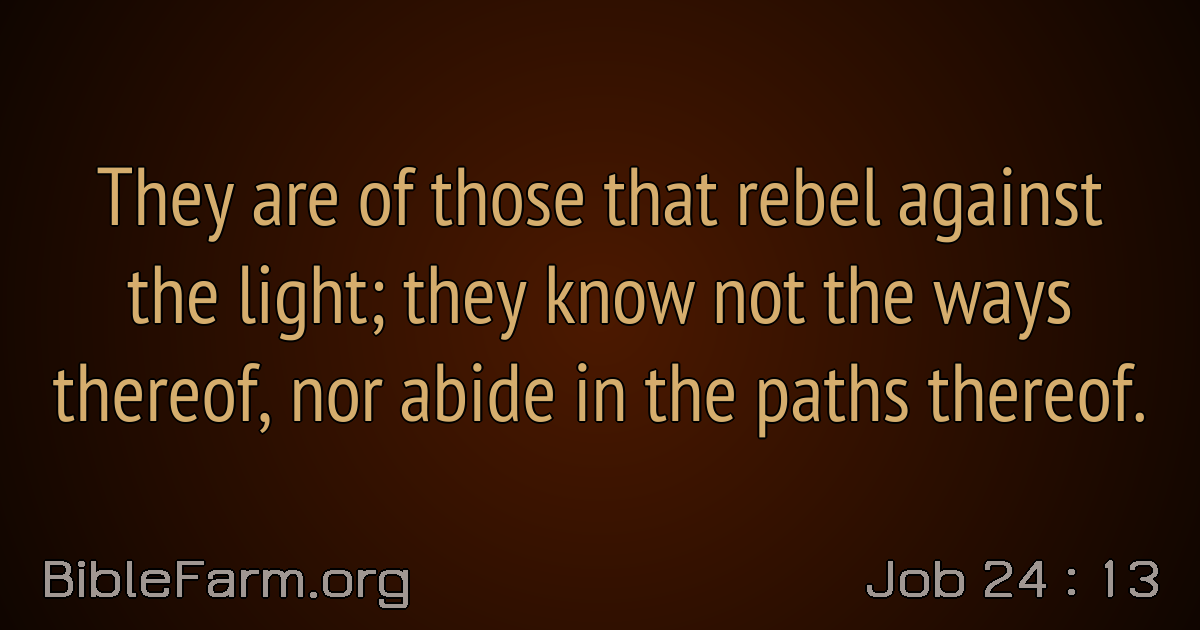 They are of those that rebel against
the light; they know not the ways
thereof, nor abide in the paths thereof.
BibleFarm.org
Job 24 : 13